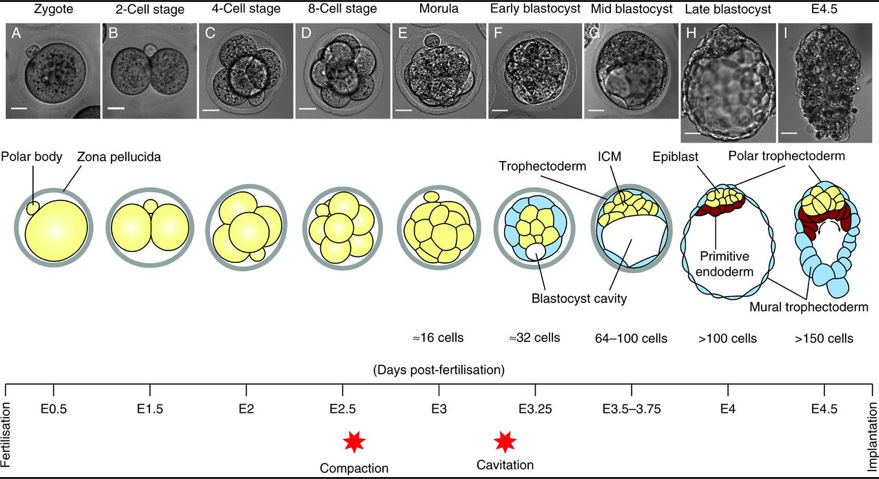 Zygote
2-Cell stage
4-Cell stage
8-Cell stage
Morula
Early blastocyst
Mid blastocyst
Late blastocyst
E4.5
A
B
C
D
E
F
G
H
I
Polar body
Zona pellucida
Trophectoderm
ICM
Epiblast
Polar trophectoderm
Primitive
endoderm
Blastocyst cavity
Mural trophectoderm
≈16 cells
≈32 cells
64–100 cells
>100 cells
>150 cells
(Days post-fertilisation)
Fertilisation
E0.5
E1.5
E2
E2.5
E3
E3.25
E3.5–3.75
E4
E4.5
Implantation
Compaction
Cavitation